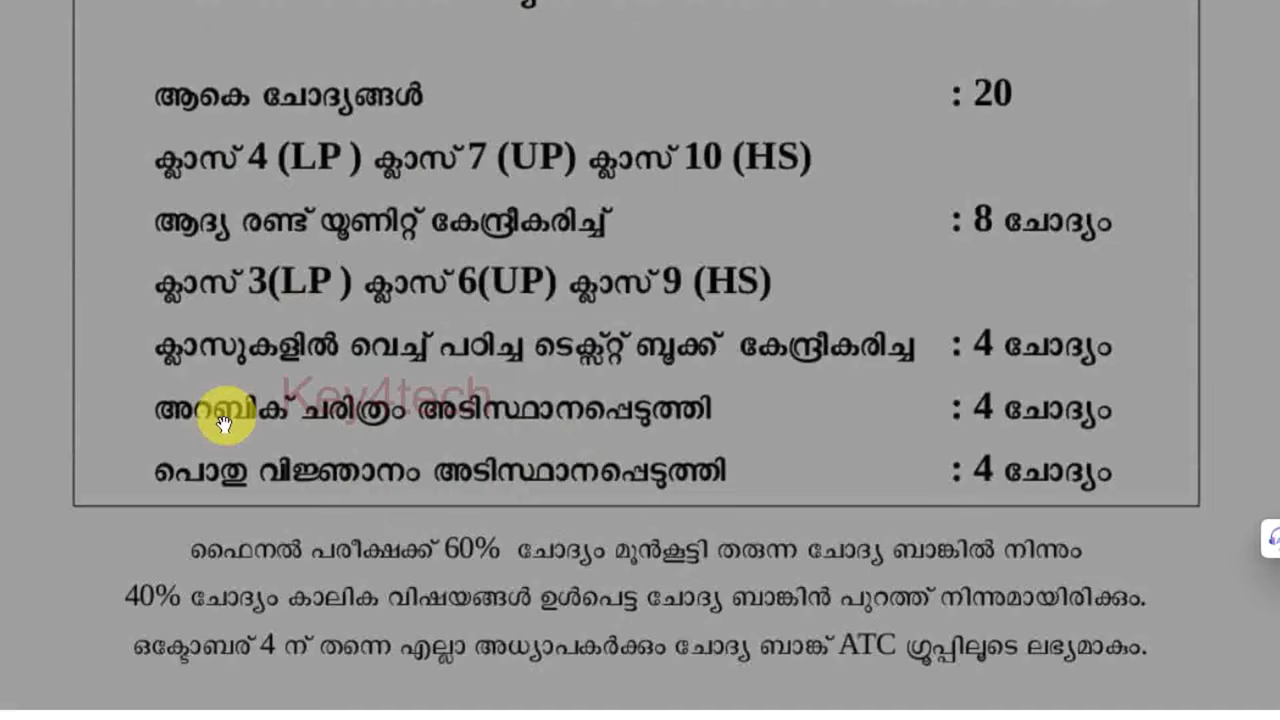 ആകെ ചോദ്യങ്ങൾ : 20
ക്ലാസ് 4 (LP ) ക്ലാസ് 7 (UP) ക്ലാസ് 10 (HS)
ആദ്യ രണ്ട് യൂണിറ്റ് കേന്ദ്രീകരിച്ച് : 8 ചോദ്യം
ക്ലാസ് 3(LP ) ക്ലാസ് 6(UP) ക്ലാസ് 9 (HS)
ക്ലാസുകളിൽ വെച്ച് പഠിച്ച ടെക്സ്റ്റ് ബൂക്ക് കേന്ദ്രീകരിച്ച : 4 ചോദ്യം
Key4tech
അറബിക് ചരിത്രം അടിസ്ഥാനപ്പെടുത്തി : 4 ചോദ്യം
പൊതു വിജ്ഞാനം അടിസ്ഥാനപ്പെടുത്തി : 4 ചോദ്യം
ഫൈനൽ പരീക്ഷക്ക് 60% ചോദ്യം മുൻകൂട്ടി തരുന്ന ചോദ്യ ബാങ്കിൽ നിന്നും
40% ചോദ്യം കാലിക വിഷയങ്ങൾ ഉൾപെട്ട ചോദ്യ ബാങ്കിൻ പുറത്ത് നിന്നുമായിരിക്കും.
ഒക്ടോബര് 4 ന് തന്നെ എല്ലാ അധ്യാപകർക്കും ചോദ്യ ബാങ്ക് ATC ഗ്രൂപ്പിലൂടെ ലഭ്യമാകും.